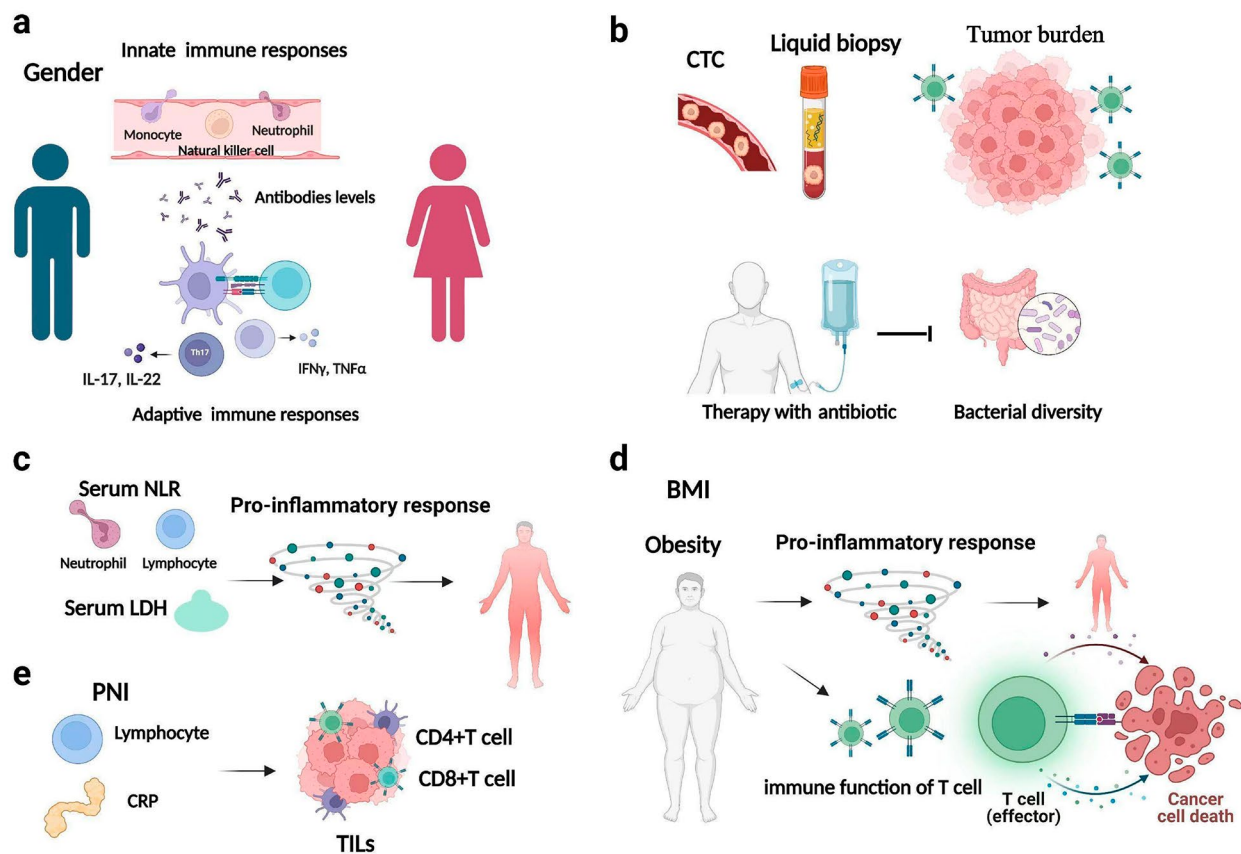 a
Gender
Innate immune responses
Monocyte
Neutrophil
Natural killer cell
Antibodies levels
Th17
IL-17, IL-22
IFNγ, TNFα
Adaptive immune responses
b
CTC
Liquid biopsy
Tumor burden
Therapy with antibiotic
Bacterial diversity
c
Serum NLR
Neutrophil
Lymphocyte
Serum LDH
Pro-inflammatory response
d
BMI
Obesity
Pro-inflammatory response
immune function of T cell
T cell
(effector)
Cancer
cell death
e
PNI
Lymphocyte
CRP
CD4+T cell
CD8+T cell
TILs